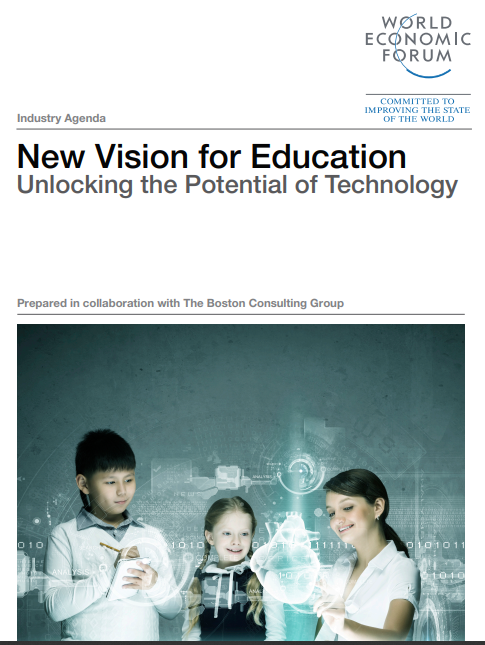 WORLD
ECONOMIC
FORUM
COMMITTED TO
IMPROVING THE STATE
OF THE WORLD
Industry Agenda
New Vision for Education
Unlocking the Potential of Technology
Prepared in collaboration with The Boston Consulting Group
ANALYSIS